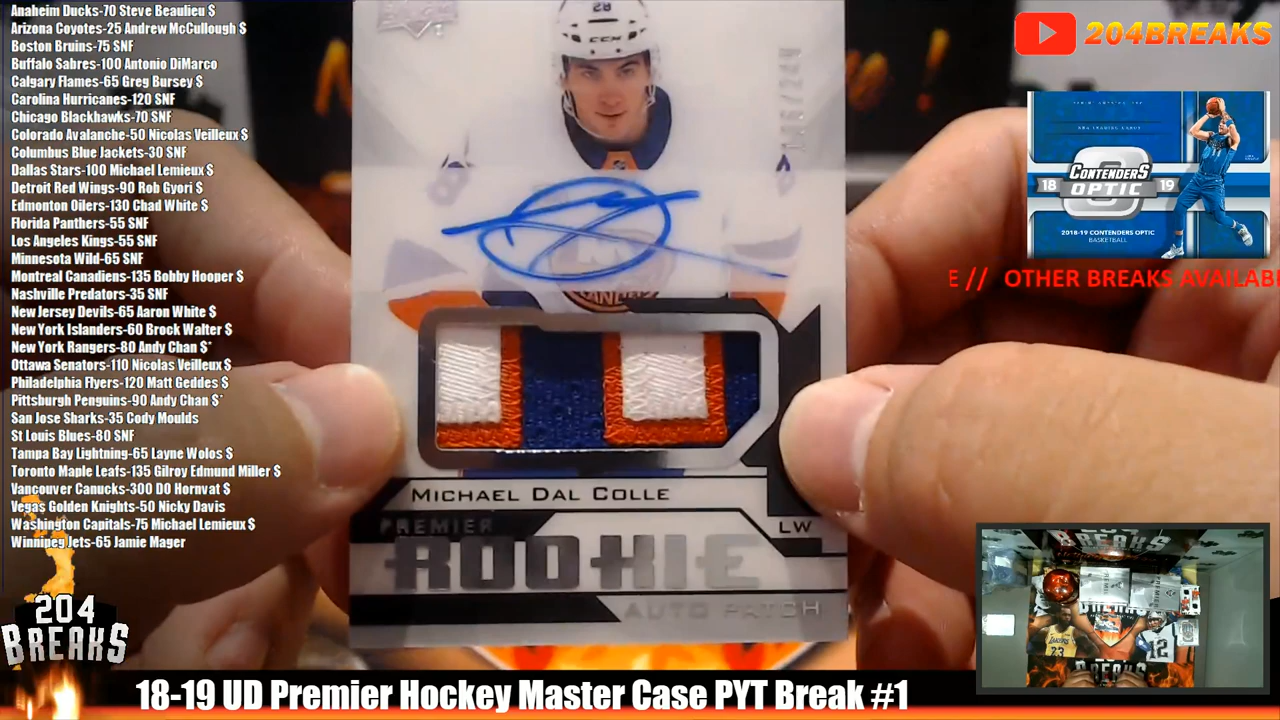 Anaheim Ducks-70 Steve Beaulieu $
Arizona Coyotes-25 Andrew McCullough $
Boston Bruins-75 SNF
Buffalo Sabres-100 Antonio DiMarco
Calgary Flames-65 Greg Bursey $
Carolina Hurricanes-120 SNF
Chicago Blackhawks-70 SNF
Colorado Avalanche-50 Nicolas Veilleux $
Columbus Blue Jackets-30 SNF
Dallas Stars-100 Michael Lemieux $
Detroit Red Wings-90 Rob Gyori $
Edmonton Oilers-130 Chad White $
Florida Panthers-55 SNF
Los Angeles Kings-55 SNF
Minnesota Wild-65 SNF
Montreal Canadiens-135 Bobby Hooper $
Nashville Predators-35 SNF
New Jersey Devils-65 Aaron White $
New York Islanders-60 Brock Walter $
New York Rangers-80 Andy Chan $*
Ottawa Senators-110 Nicolas Veilleux $
Philadelphia Flyers-120 Matt Geddes $
Pittsburgh Penguins-90 Andy Chan $*
San Jose Sharks-35 Cody Moulds
St Louis Blues-80 SNF
Tampa Bay Lightning-65 Layne Wolos $
Toronto Maple Leafs-135 Gilroy Edmund Miller $
Vancouver Canucks-300 DO Horvat $
Vegas Golden Knights-50 Nicky Davis
Washington Capitals-75 Michael Lemieux $
Winnipeg Jets-65 Jamie Mager
204
BREAKS
28
CCM
MICHAEL DAL COLLE
PREMIER
LW
ROOKIE
AUTO PATCH
204BREAKS
CONTENDERS
18 OPTIC 19
2018-19 CONTENDERS OPTIC
BASKETBALL
E // OTHER BREAKS AVAILAB
204
BREAKS
LAKERS
23
12
18-19 UD Premier Hockey Master Case PYT Break #1